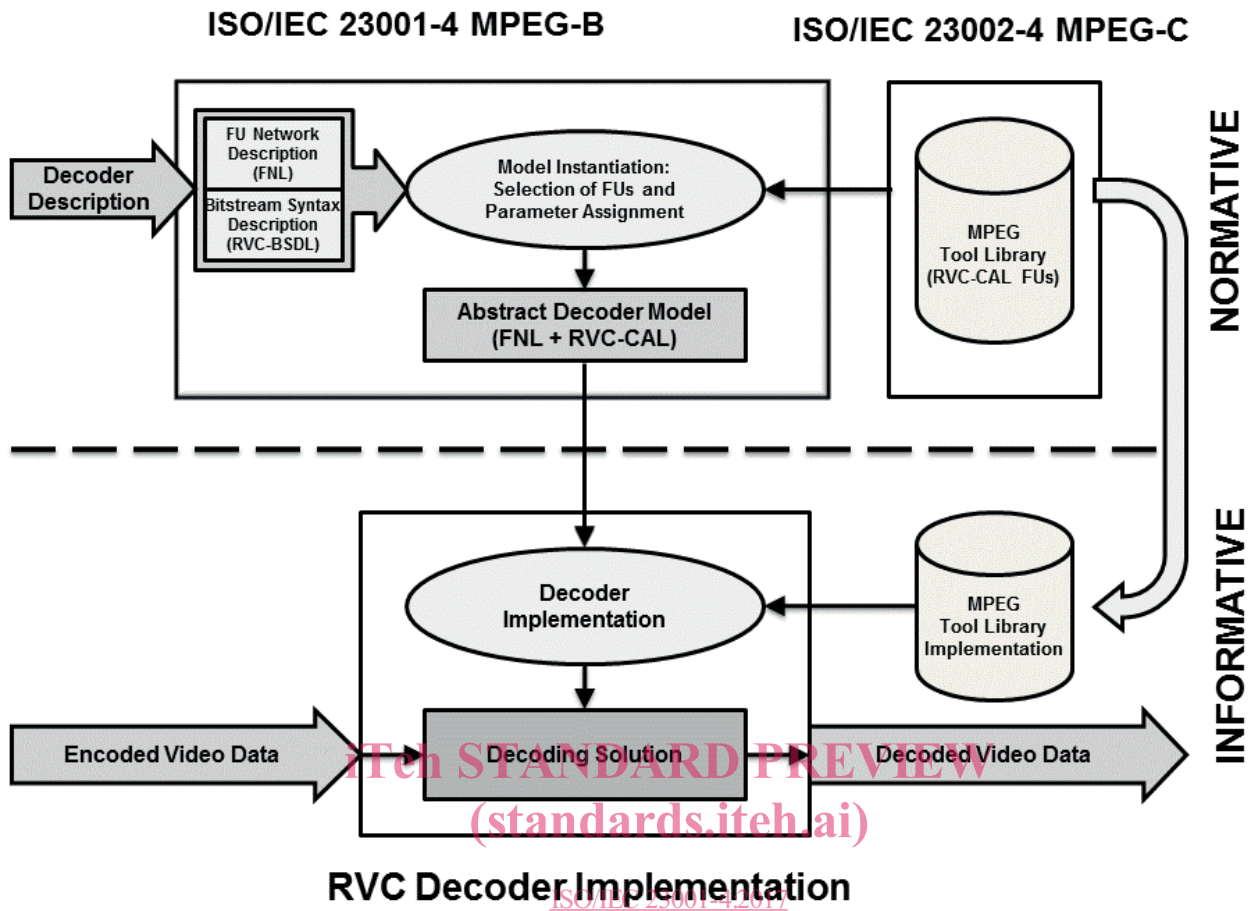 ISO/IEC 23001-4 MPEG-B
ISO/IEC 23002-4 MPEG-C
Decoder
Description
FU Network
Description
(FNL)
Bitstream Syntax
Description
(RVC-BSDL)
Model Instantiation:
Selection of FUs and
Parameter Assignment
MPEG
Tool Library
(RVC-CAL FUs)
Abstract Decoder Model
(FNL + RVC-CAL)
NORMATIVE
Decoder
Implementation
MPEG
Tool Library
Implementation
INFORMATIVE
Encoded Video Data
Decoding Solution
Decoded Video Data
iTeh STANDARD PREVIEW
(standards.iteh.ai)
RVC Decoder Implementation
ISO/IEC 23001-4:2017